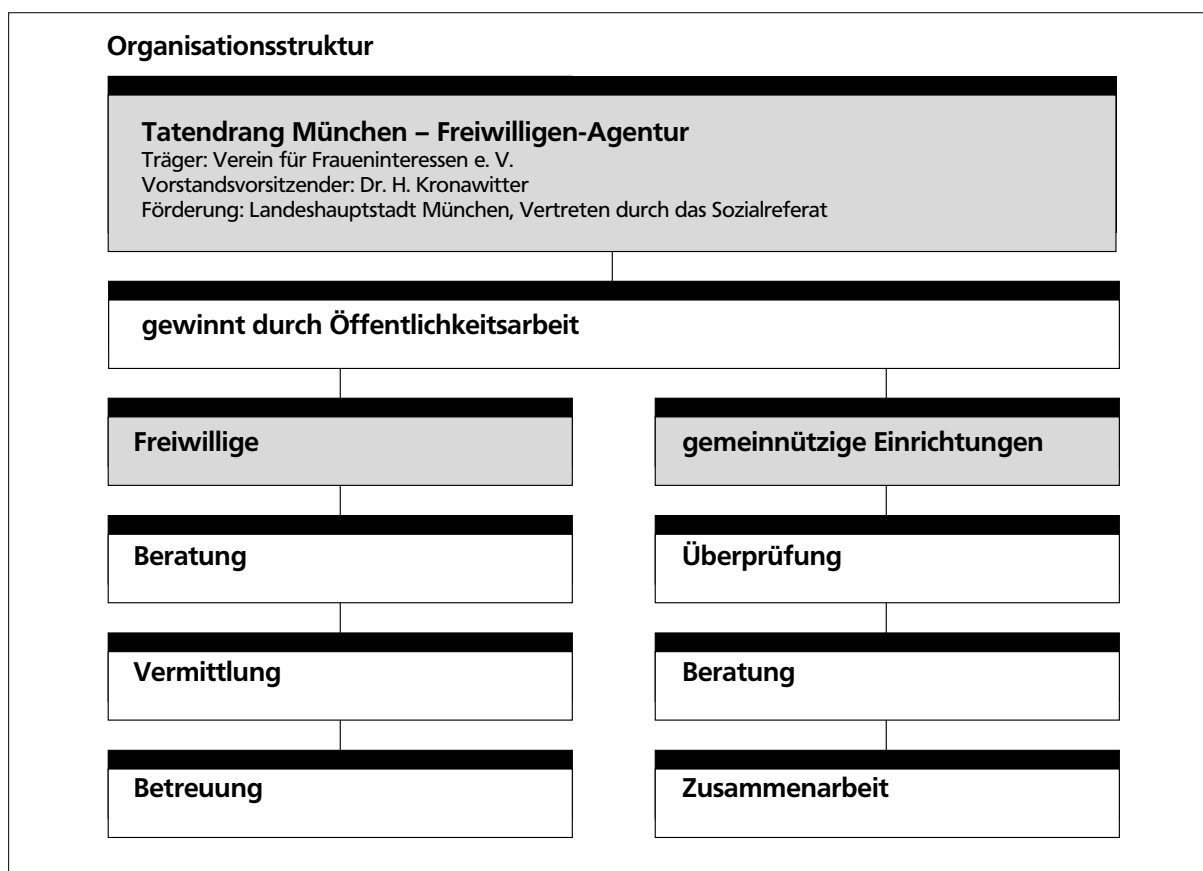 Organisationsstruktur
Tatendrang München – Freiwilligen-Agentur
Träger: Verein für Fraueninteressen e. V.
Vorstandsvorsitzender: Dr. H. Kronawitter
Förderung: Landeshauptstadt München, Vertreten durch das Sozialreferat
gewinnt durch Öffentlichkeitsarbeit
Freiwillige
Beratung
Vermittlung
Betreuung
gemeinnützige Einrichtungen
Überprüfung
Beratung
Zusammenarbeit